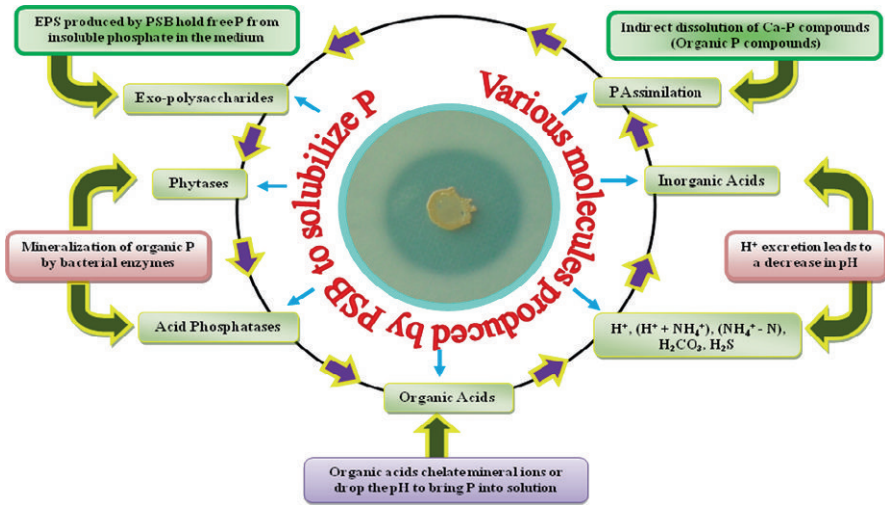 EPS produced by PSB hold free P from
insoluble phosphate in the medium
Indirect dissolution of Ca-P compounds
(Organic P compounds)
Exo-polysaccharides
P Assimilation
Various molecules produced by PSB to solubilize P
Phytases
Inorganic Acids
Mineralization of organic P
by bacterial enzymes
H⁺ excretion leads to
a decrease in pH
Acid Phosphatases
H⁺, (H⁺ + NH₄⁺), (NH₄⁺ - N),
H₂CO₃, H₂S
Organic Acids
Organic acids chelate mineral ions or
drop the pH to bring P into solution